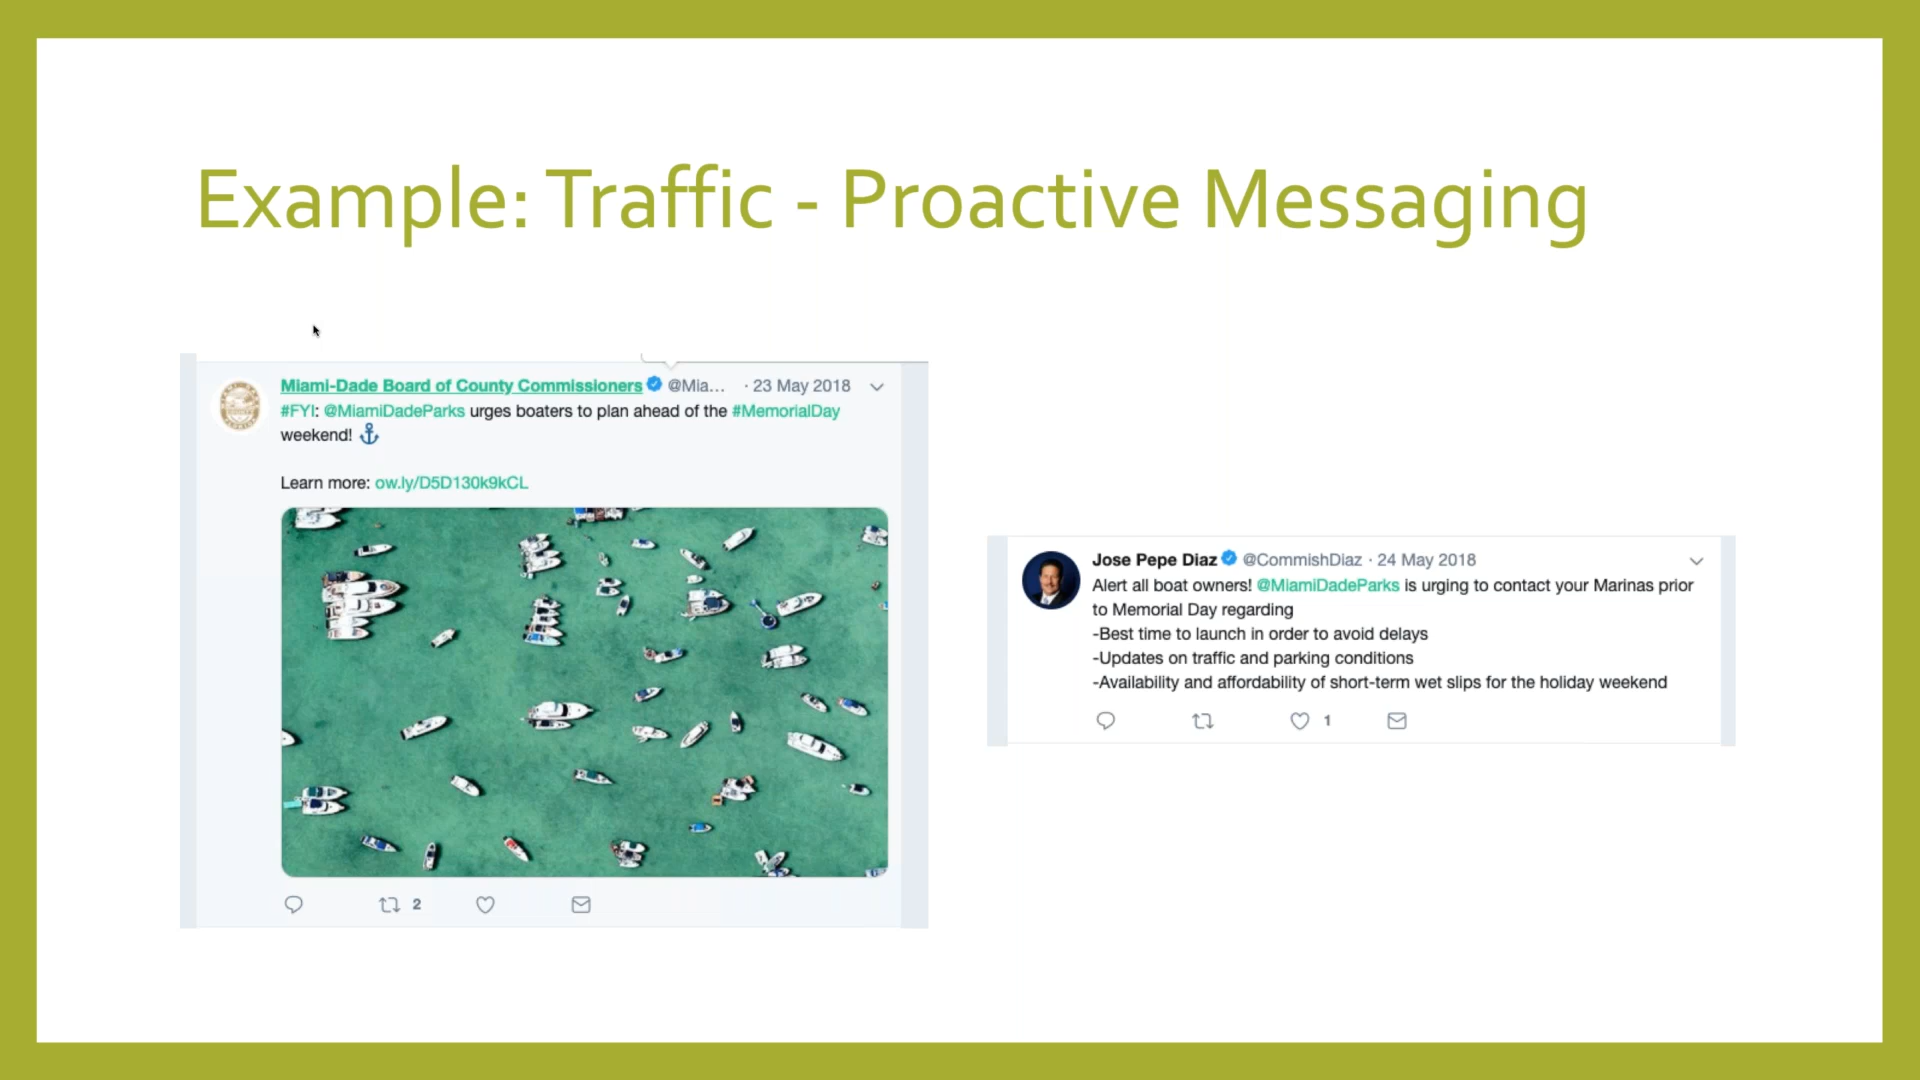 Example: Traffic - Proactive Messaging
Miami-Dade Board of County Commissioners @Mia... · 23 May 2018
#FYI: @MiamiDadeParks urges boaters to plan ahead of the #MemorialDay
weekend!
Learn more: ow.ly/D5D130k9kCL
2
Jose Pepe Diaz @CommishDiaz · 24 May 2018
Alert all boat owners! @MiamiDadeParks is urging to contact your Marinas prior
to Memorial Day regarding
-Best time to launch in order to avoid delays
-Updates on traffic and parking conditions
-Availability and affordability of short-term wet slips for the holiday weekend
1